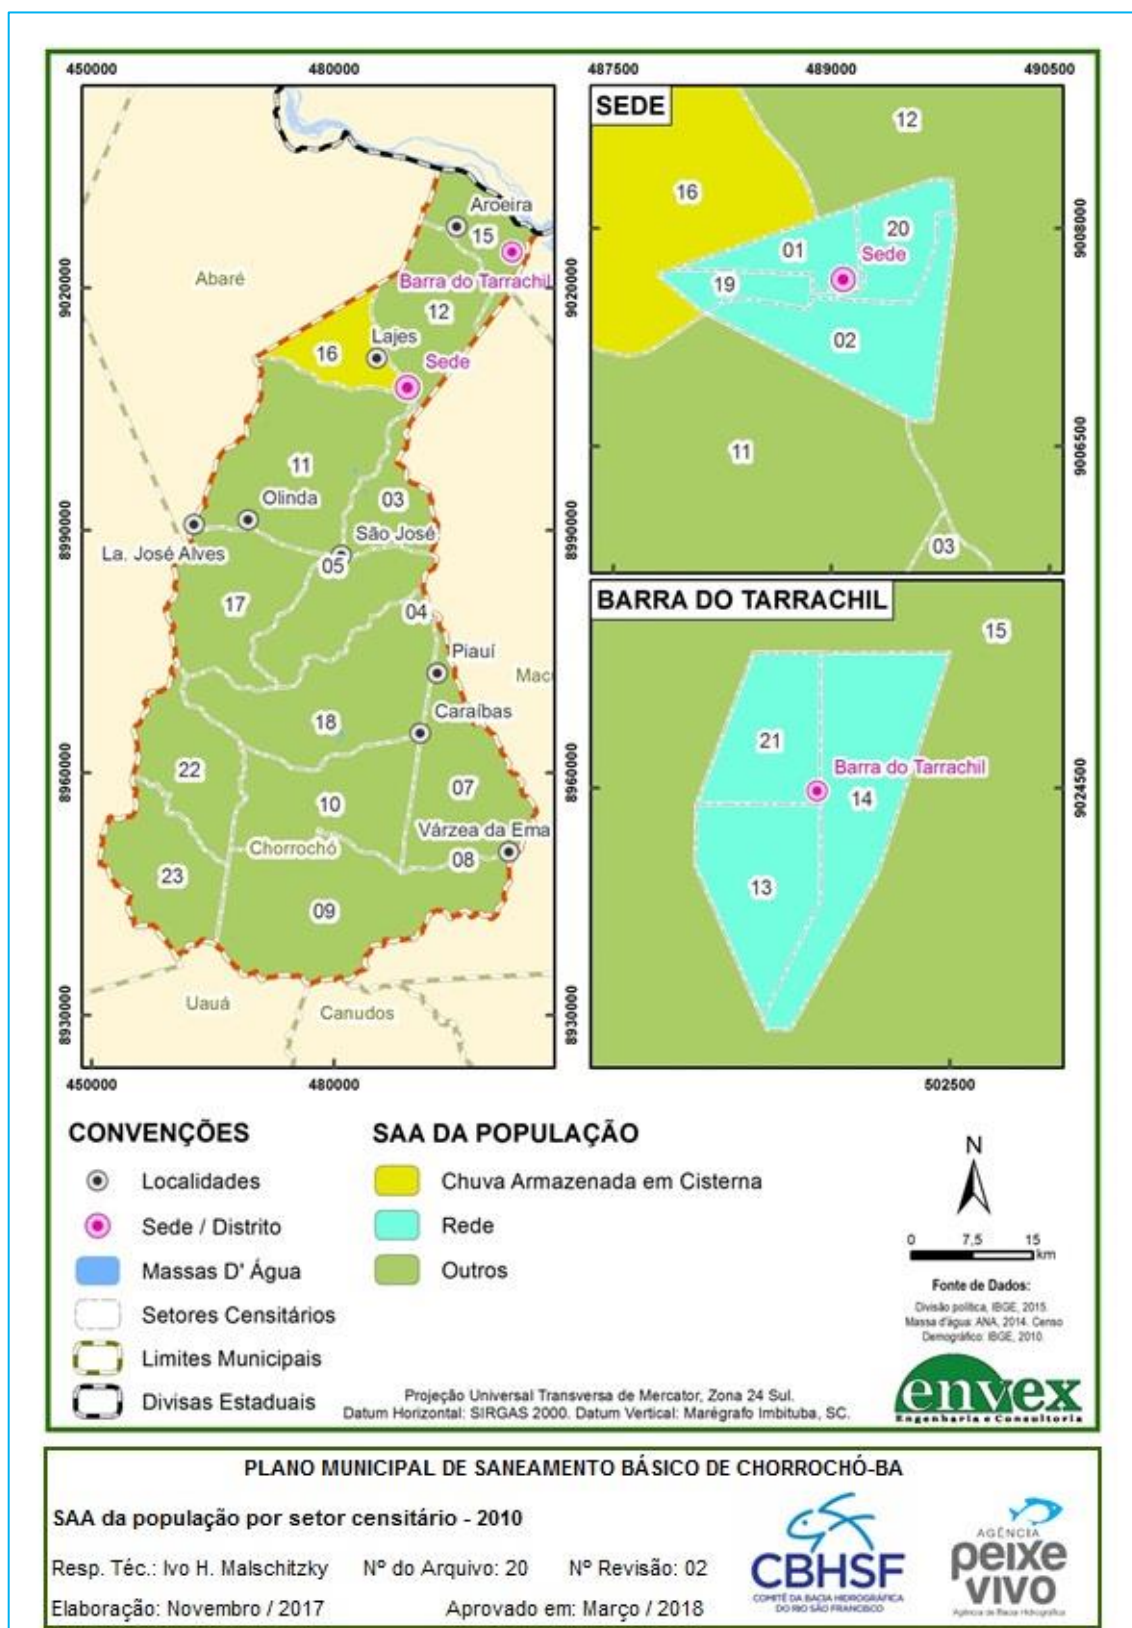 450000
480000
487500
489000
490500
SEDE
12
16
20
01
Sede
19
02
11
03
9008000
9006500
Aroeira
15
Barra do Tarrachil
Abaré
12
Lajes
16
Sede
11
03
Olinda
São José
La. José Alves
05
17
04
Piauí
Mac
Caraíbas
18
22
07
10
Várzea da Ema
Chorrochó
08
23
09
Uauá
Canudos
9020000
8990000
8960000
8930000
450000
480000
BARRA DO TARRACHIL
15
21
Barra do Tarrachil
14
13
9024500
502500
CONVENÇÕES
Localidades
Sede / Distrito
Massas D' Água
Setores Censitários
Limites Municipais
Divisas Estaduais
SAA DA POPULAÇÃO
Chuva Armazenada em Cisterna
Rede
Outros
N
0 7,5 15
km
Fonte de Dados:
Divisão política, IBGE, 2015.
Massa d'água: ANA, 2014. Censo
Demográfico: IBGE, 2010.
Projeção Universal Transversa de Mercator, Zona 24 Sul.
Datum Horizontal: SIRGAS 2000. Datum Vertical: Marégrafo Imbituba, SC.
envex
Engenharia e Consultoria
PLANO MUNICIPAL DE SANEAMENTO BÁSICO DE CHORROCHÓ-BA
SAA da população por setor censitário - 2010
Resp. Téc.: Ivo H. Malschitzky Nº do Arquivo: 20 Nº Revisão: 02
Elaboração: Novembro / 2017 Aprovado em: Março / 2018
CBHSF
COMITÊ DA BACIA HIDROGRÁFICA
DO RIO SÃO FRANCISCO
AGÊNCIA
peixe
vivo
Agência de Bacia Hidrográfica